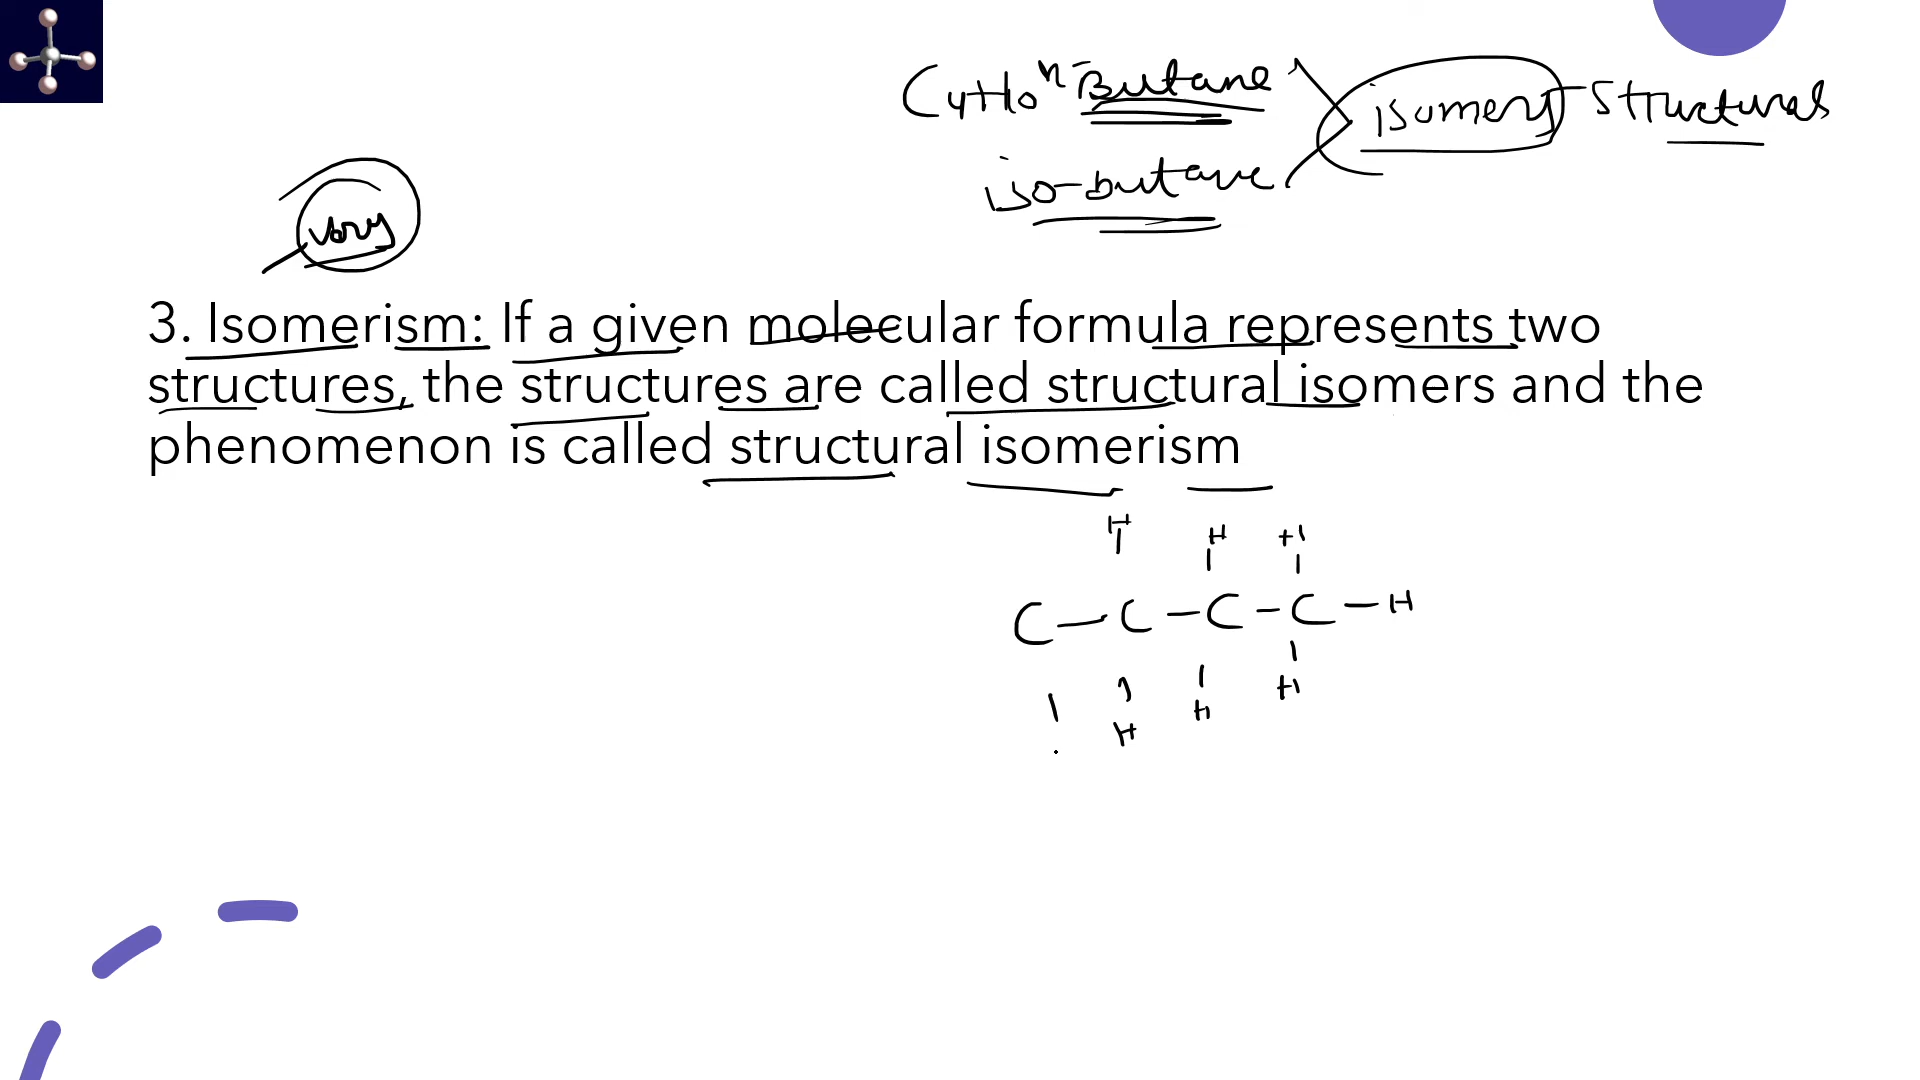 C4H10 n-Butane isomers - Structural
iso-butane
very
3. Isomerism: If a given molecular formula represents two
structures, the structures are called structural isomers and the
phenomenon is called structural isomerism
H H H
C - C - C - C - H
H H H